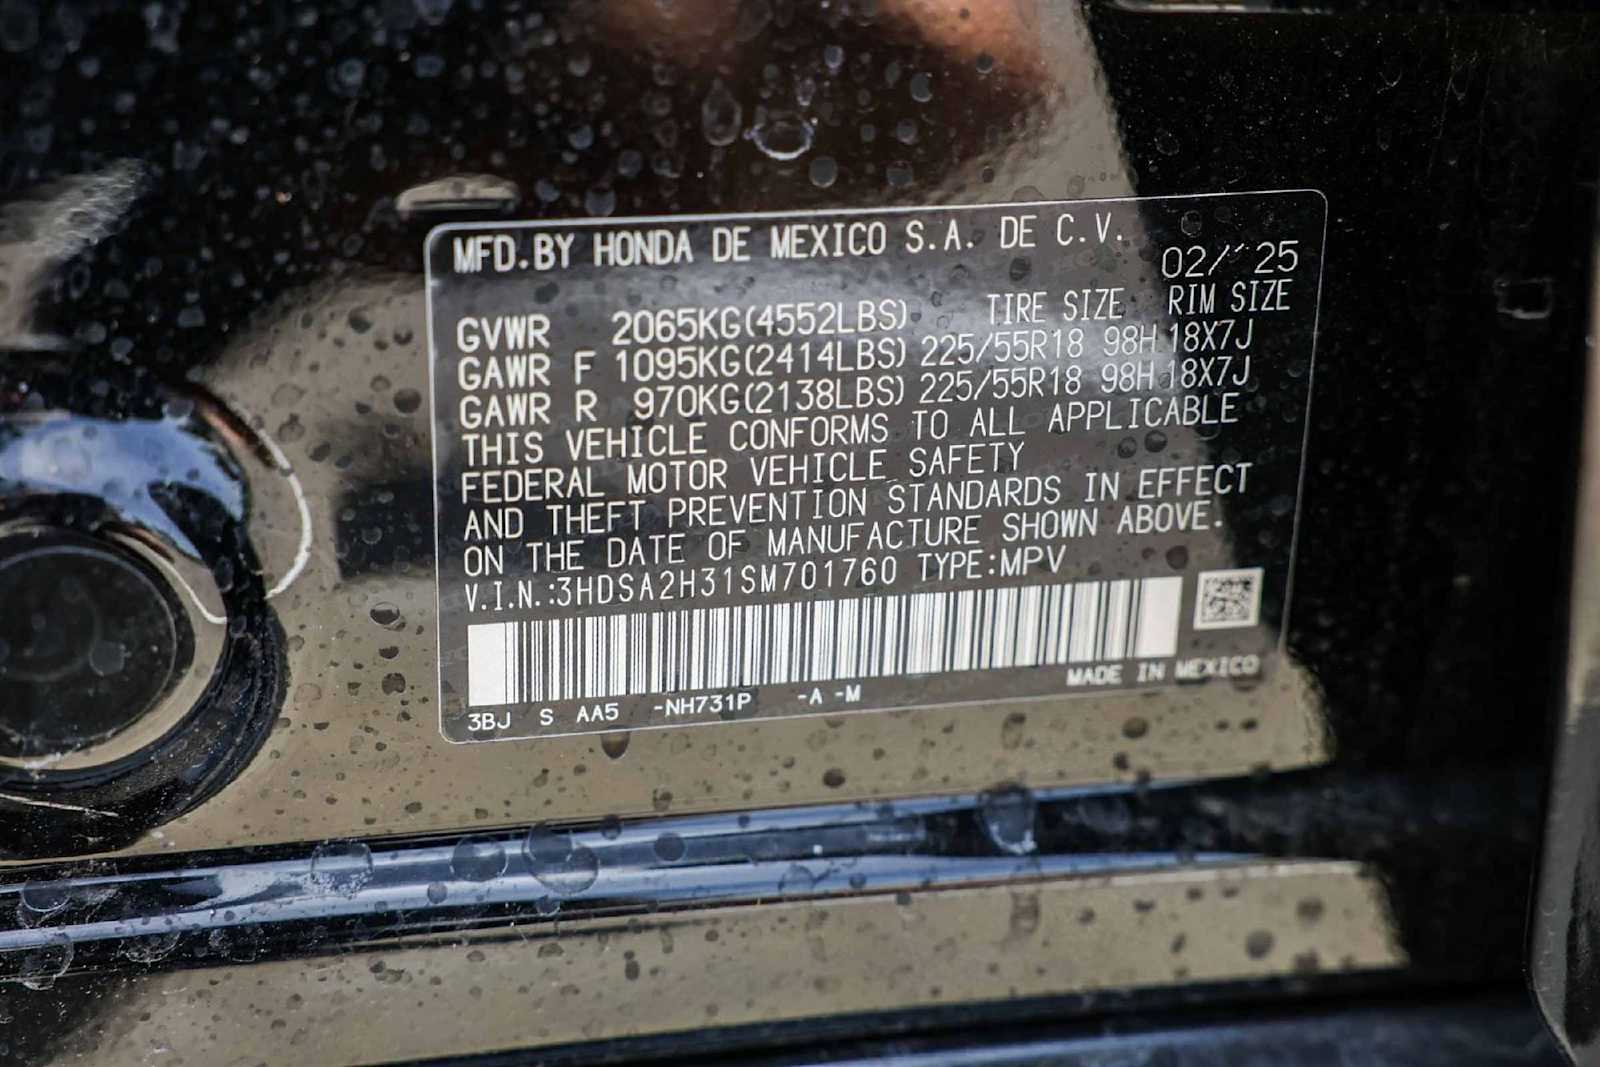 MFD.BY HONDA DE MEXICO S.A. DE C.V.
02/ 25
GVWR 2065KG(4552LBS) TIRE SIZE RIM SIZE
GAWR F 1095KG(2414LBS) 225/55R18 98H 18X7J
GAWR R 970KG(2138LBS) 225/55R18 98H 18X7J
THIS VEHICLE CONFORMS TO ALL APPLICABLE
FEDERAL MOTOR VEHICLE SAFETY
AND THEFT PREVENTION STANDARDS IN EFFECT
ON THE DATE OF MANUFACTURE SHOWN ABOVE.
V.I.N.:3HDSA2H31SM701760 TYPE:MPV
MADE IN MEXICO
3BJ S AA5 -NH731P -A -M